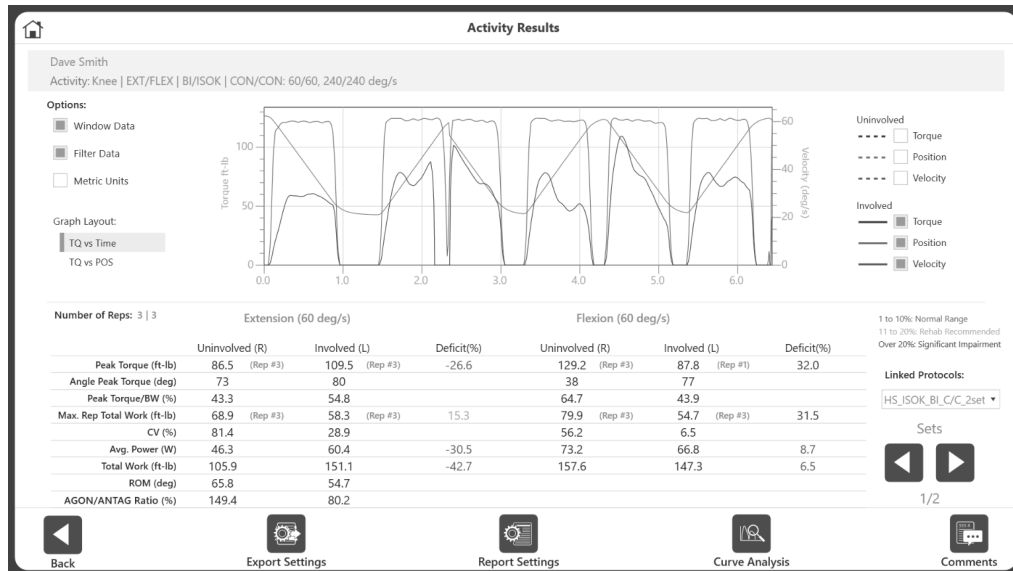 Activity Results
Dave Smith
Activity: Knee | EXT/FLEX | BI/ISOK | CON/CON: 60/60, 240/240 deg/s
Options:
Window Data
Filter Data
Metric Units
Graph Layout:
TQ vs Time
TQ vs POS
Torque ft-lb
100
50
0
0.0 1.0 2.0 3.0 4.0 5.0 6.0
60
40
20
0
Velocity (deg/s)
Uninvolved
Torque
Position
Velocity
Involved
Torque
Position
Velocity
Number of Reps: 3 | 3 Extension (60 deg/s) Flexion (60 deg/s)
Uninvolved (R) Involved (L) Deficit(%) Uninvolved (R) Involved (L) Deficit(%)
Peak Torque (ft-lb) 86.5 (Rep #3) 109.5 (Rep #3) -26.6 129.2 (Rep #3) 87.8 (Rep #1) 32.0
Angle Peak Torque (deg) 73 80 38 77
Peak Torque/BW (%) 43.3 54.8 64.7 43.9
Max. Rep Total Work (ft-lb) 68.9 (Rep #3) 58.3 (Rep #3) 15.3 79.9 (Rep #3) 54.7 (Rep #3) 31.5
CV (%) 81.4 28.9 56.2 6.5
Avg. Power (W) 46.3 60.4 -30.5 73.2 66.8 8.7
Total Work (ft-lb) 105.9 151.1 -42.7 157.6 147.3 6.5
ROM (deg) 65.8 54.7
AGON/ANTAG Ratio (%) 149.4 80.2
1 to 10%: Normal Range
11 to 20%: Rehab Recommended
Over 20%: Significant Impairment
Linked Protocols:
HS_ISOK_BI_C/C_2set
Sets
1/2
Back
Export Settings
Report Settings
Curve Analysis
Comments